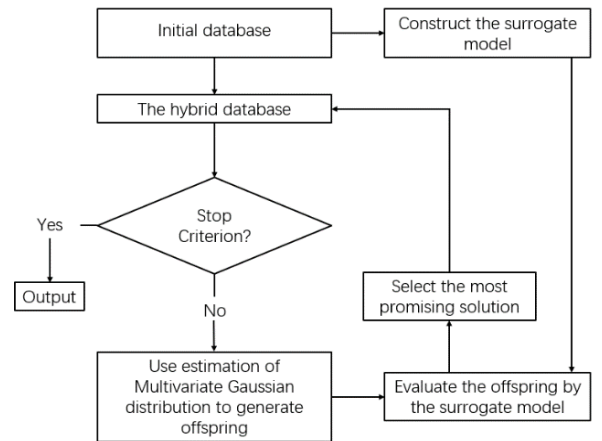 Initial database
Construct the surrogate
model
The hybrid database
Stop
Criterion?
Yes
Output
No
Select the most
promising solution
Use estimation of
Multivariate Gaussian
distribution to generate
offspring
Evaluate the offspring by
the surrogate model